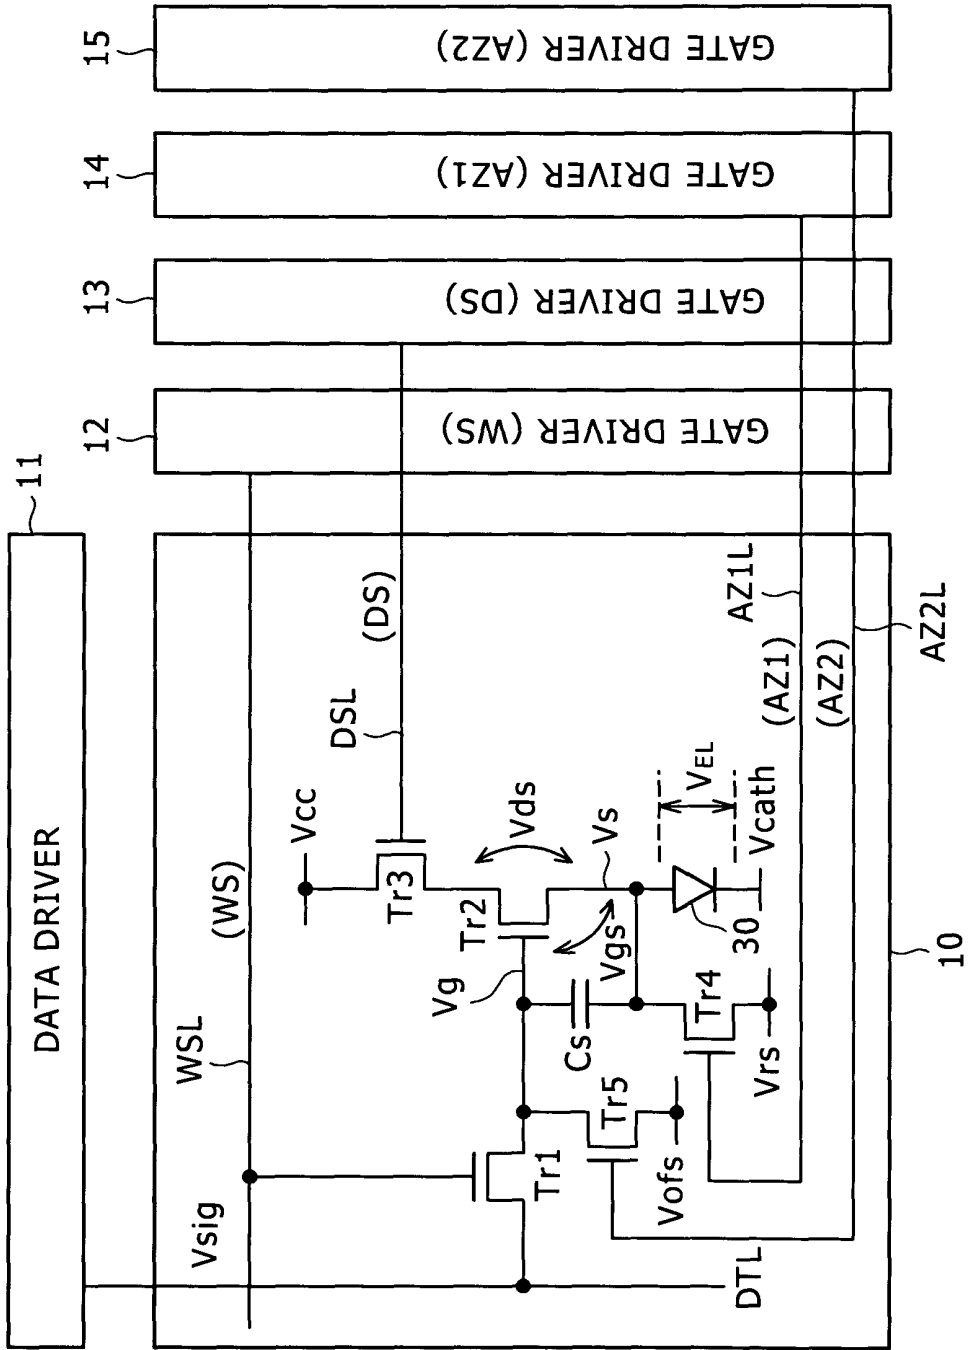 11
DATA DRIVER
12
13
14
15
GATE DRIVER (WS)
GATE DRIVER (DS)
GATE DRIVER (AZ1)
GATE DRIVER (AZ2)
Vsig
WSL
(WS)
Vcc
DSL
(DS)
Tr3
Vg
Tr2
Vds
Tr1
Cs
Vgs
Vs
Tr5
Tr4
30
VEL
Vofs
Vrs
Vcath
AZ1L
DTL
(AZ1)
(AZ2)
AZ2L
10